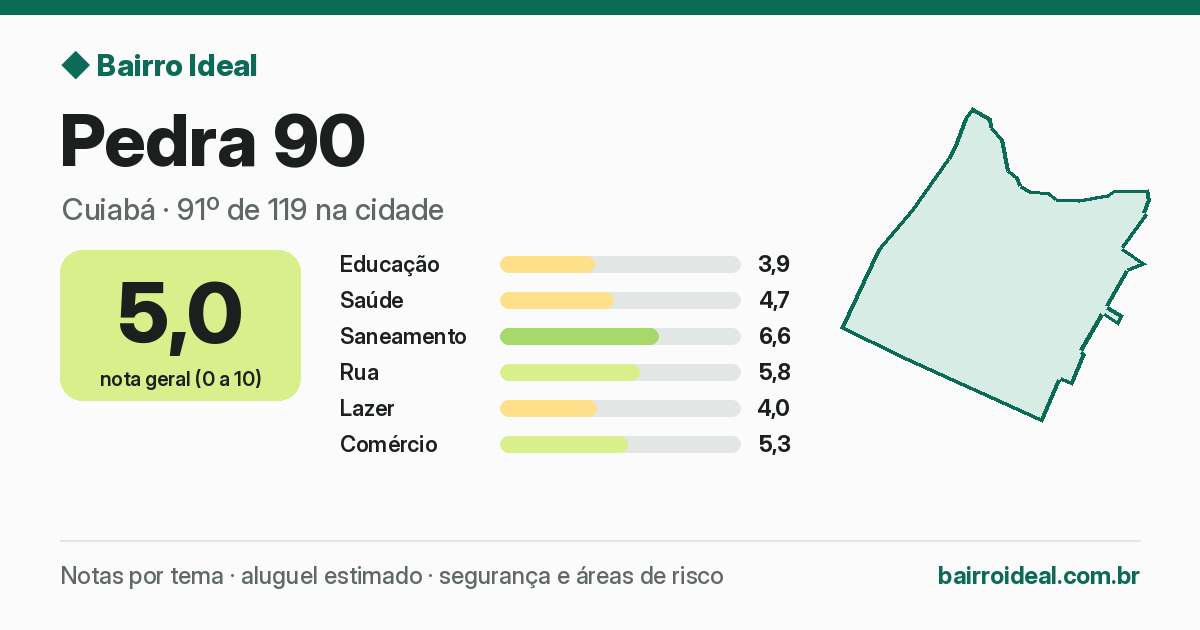 Bairro Ideal
Pedra 90
Cuiabá · 91º de 119 na cidade
5,0
nota geral (0 a 10)
Educação 3,9
Saúde 4,7
Saneamento 6,6
Rua 5,8
Lazer 4,0
Comércio 5,3
Notas por tema · aluguel estimado · segurança e áreas de risco
bairroideal.com.br